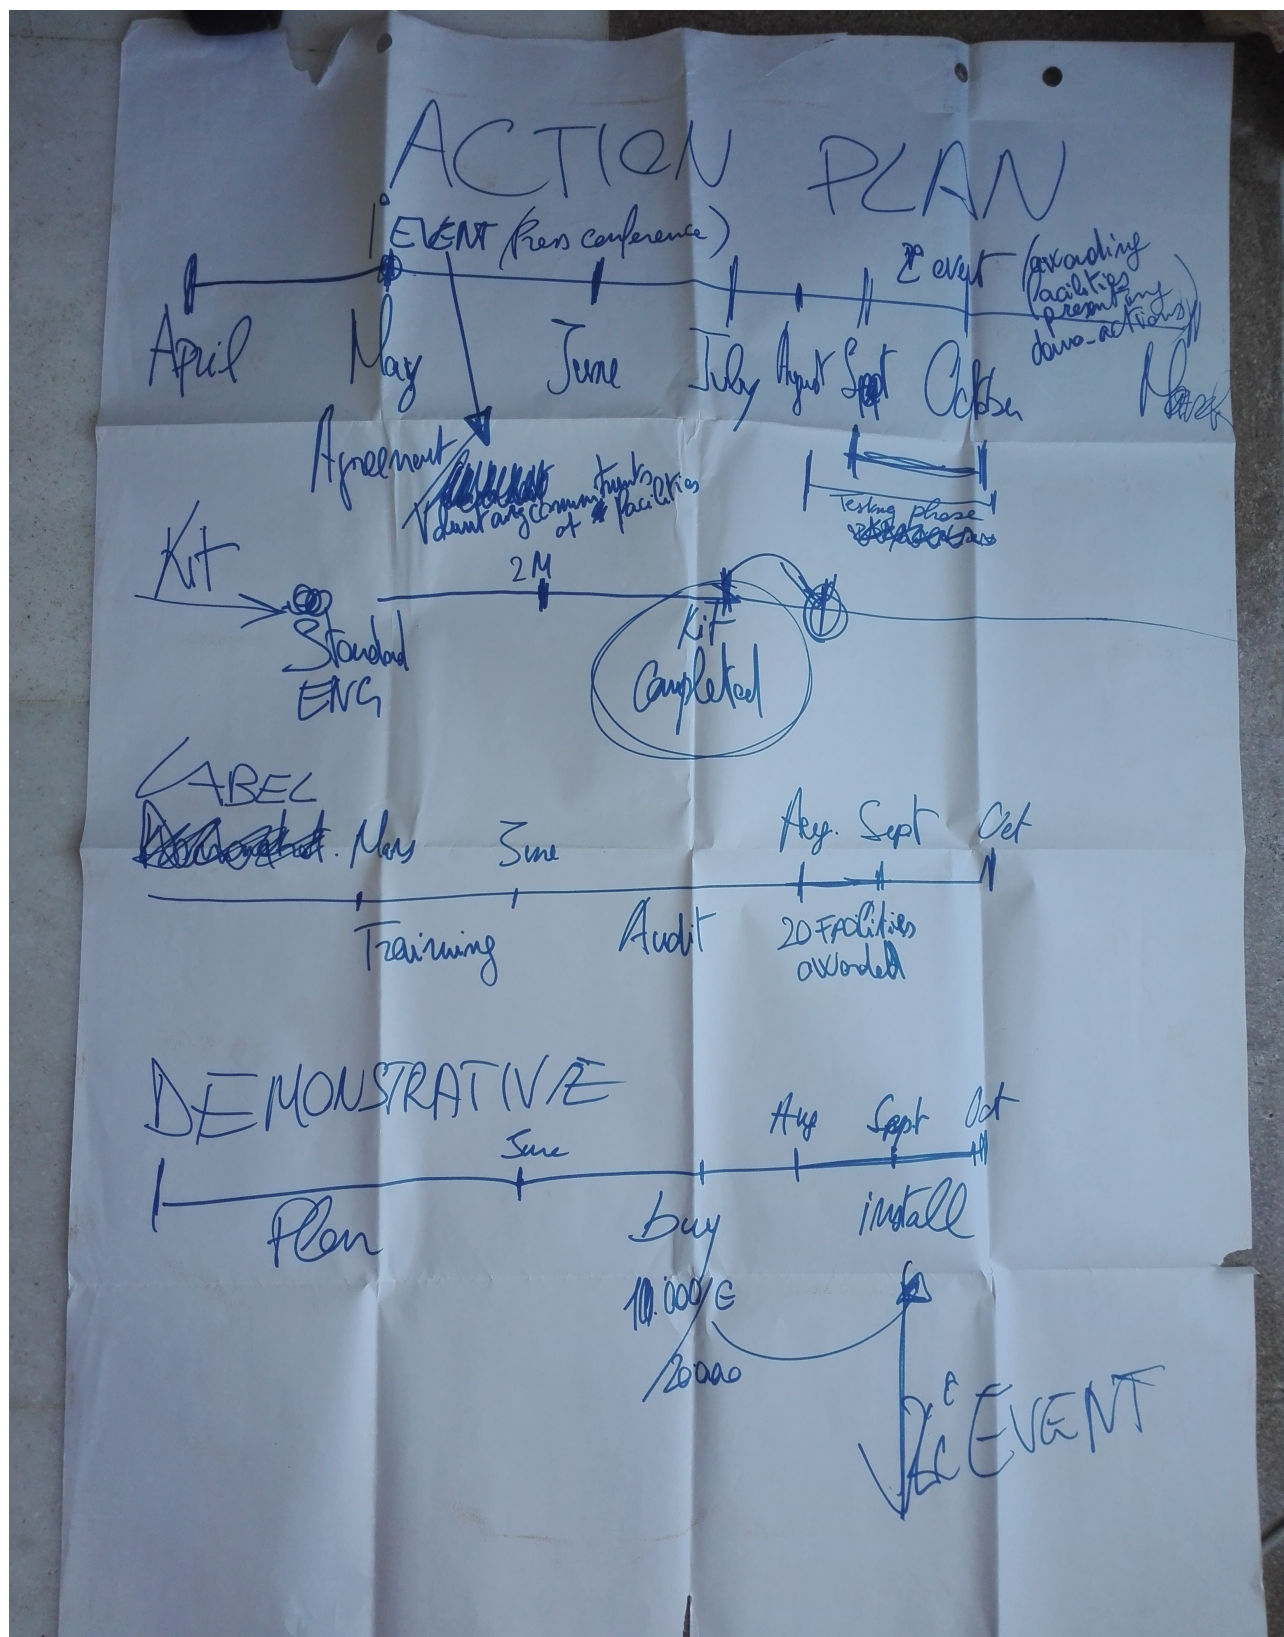 ACTION PLAN
1° EVENT (Press conference)
2° event (awarding
facilities
presenting
demo-actions)
April May June July August Sept October
Agreement
Voluntary commitments
of facilities
Testing phase
Kit
2M
Standard
ENG
Kit
Completed
LABEL
May June Aug. Sept Oct
Training Audit 20 FACilities
awarded
DEMONSTRATIVE
June Aug Sept Oct
Plan buy install
10.000/€
/20000
EVENT